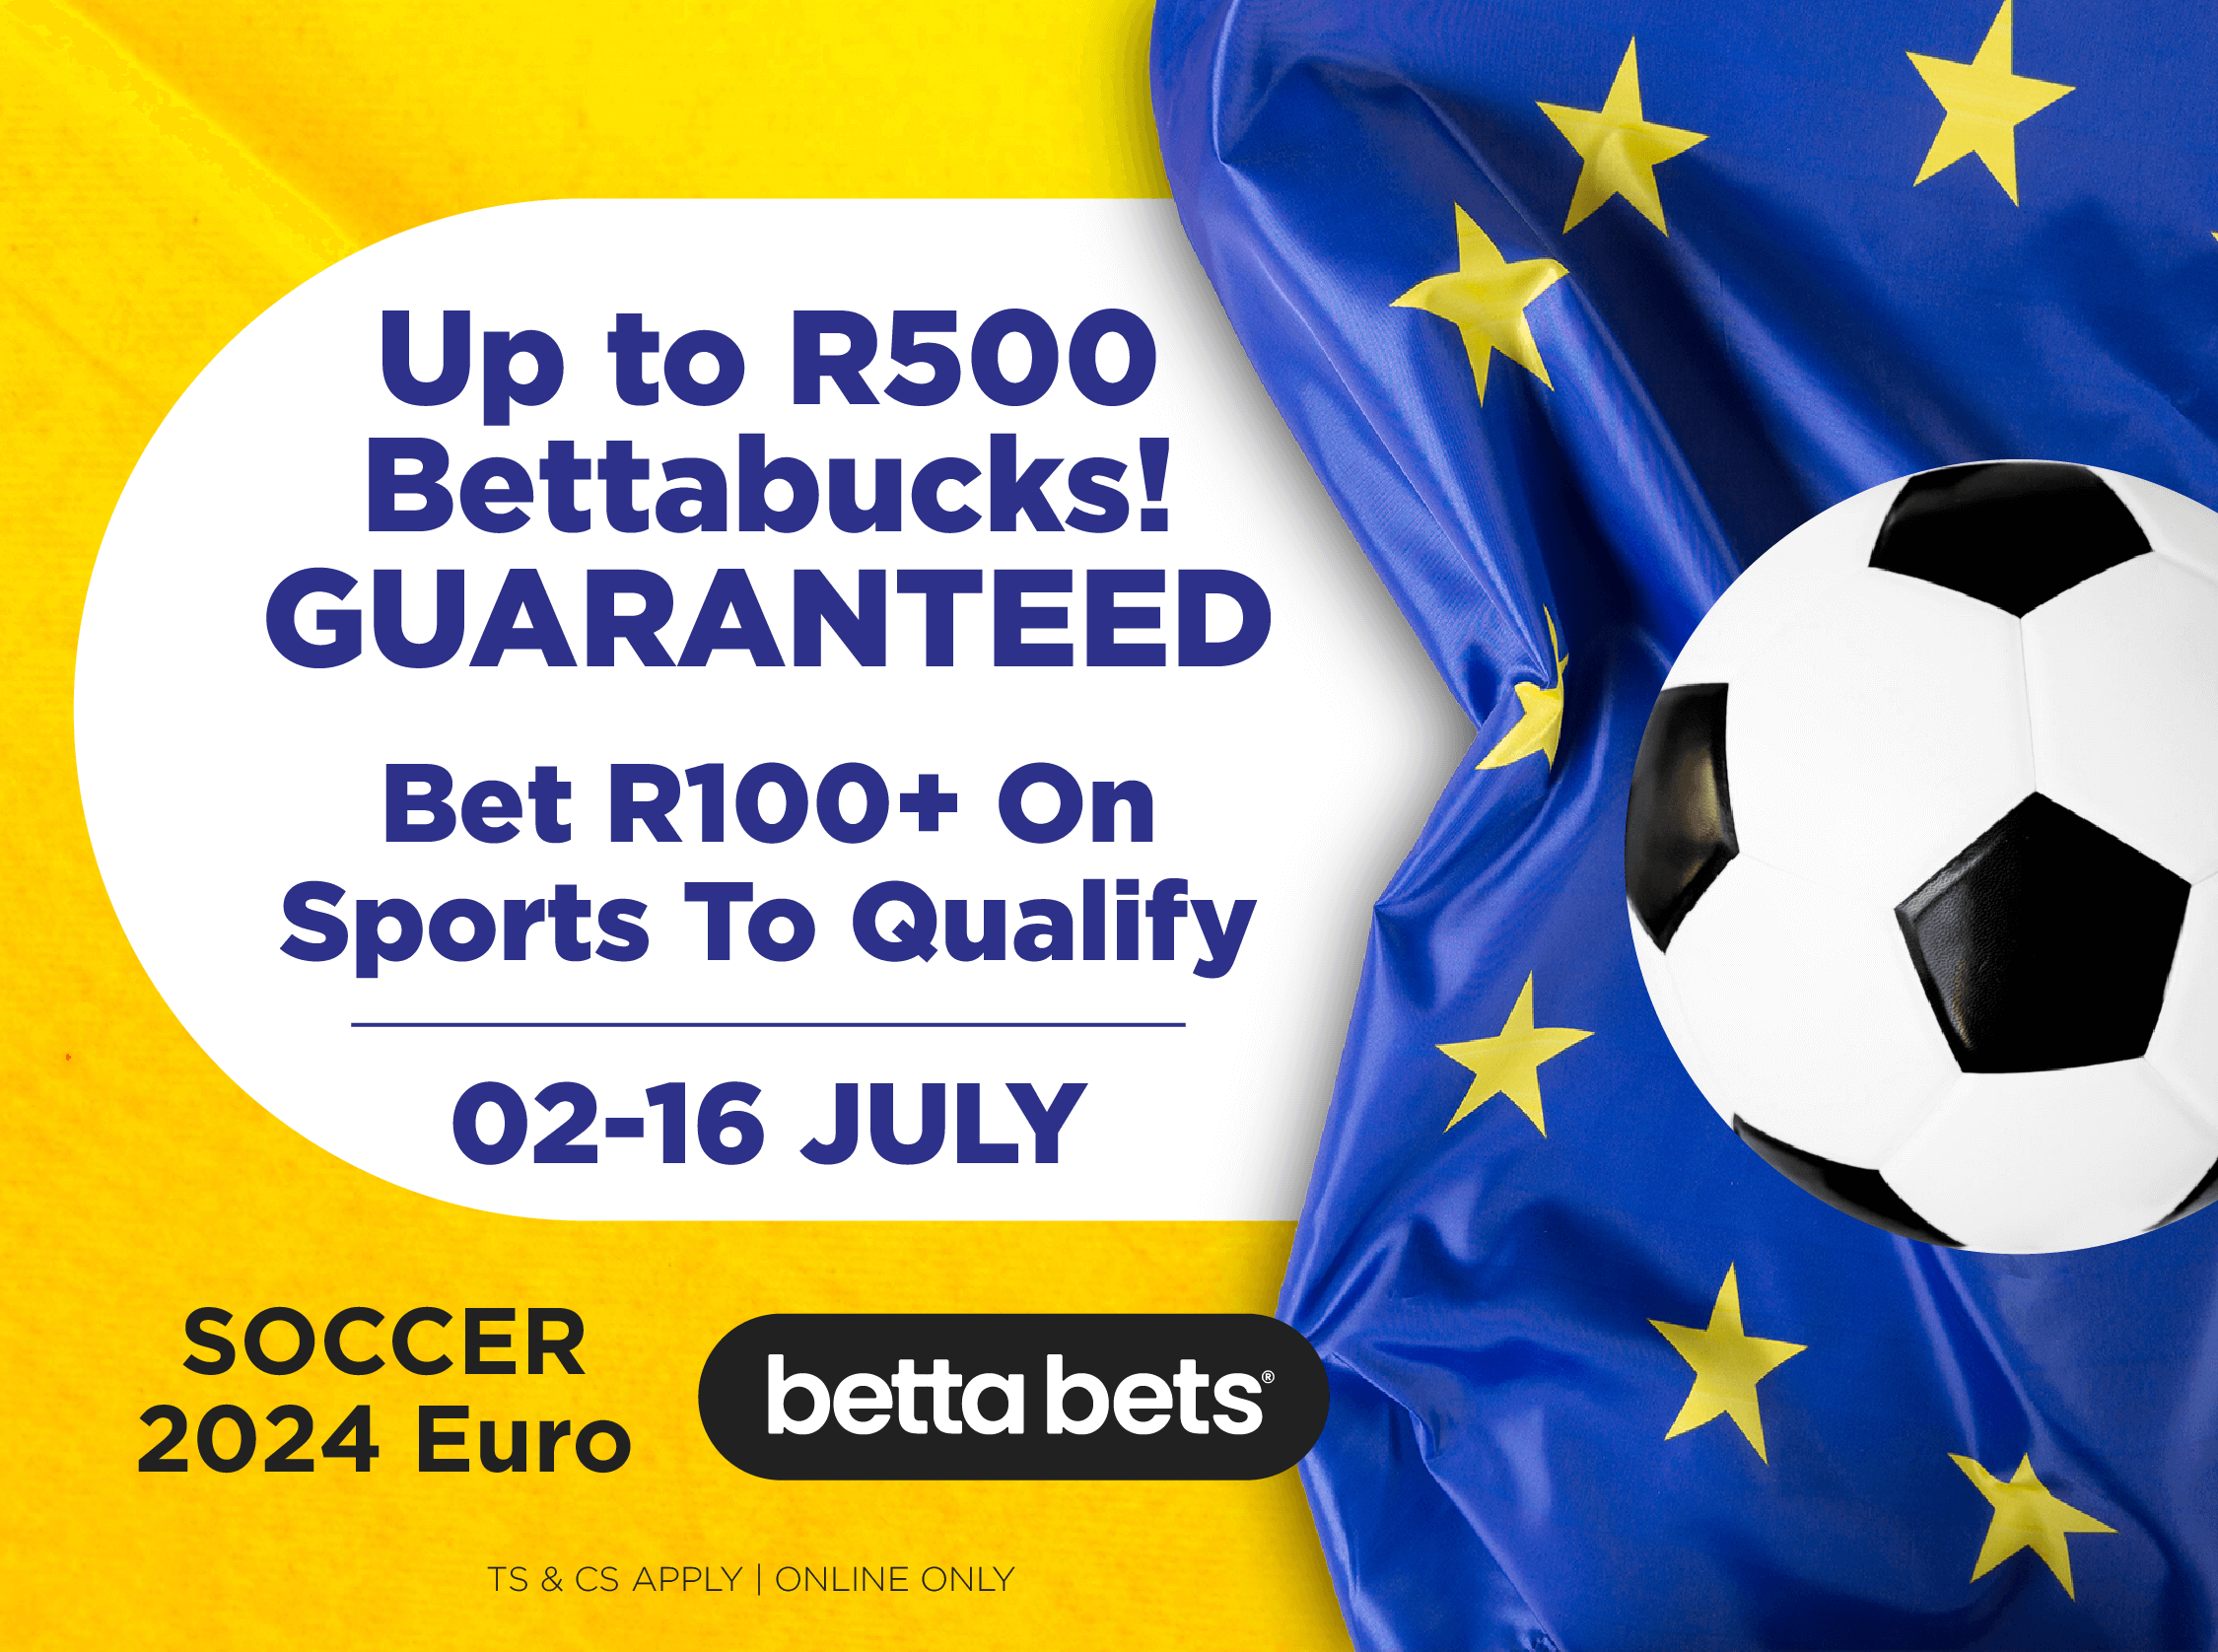 Up to R500
Bettabucks!
GUARANTEED
Bet R100+ On
Sports To Qualify
02-16 JULY
SOCCER
2024 Euro
betta bets®
TS & CS APPLY | ONLINE ONLY